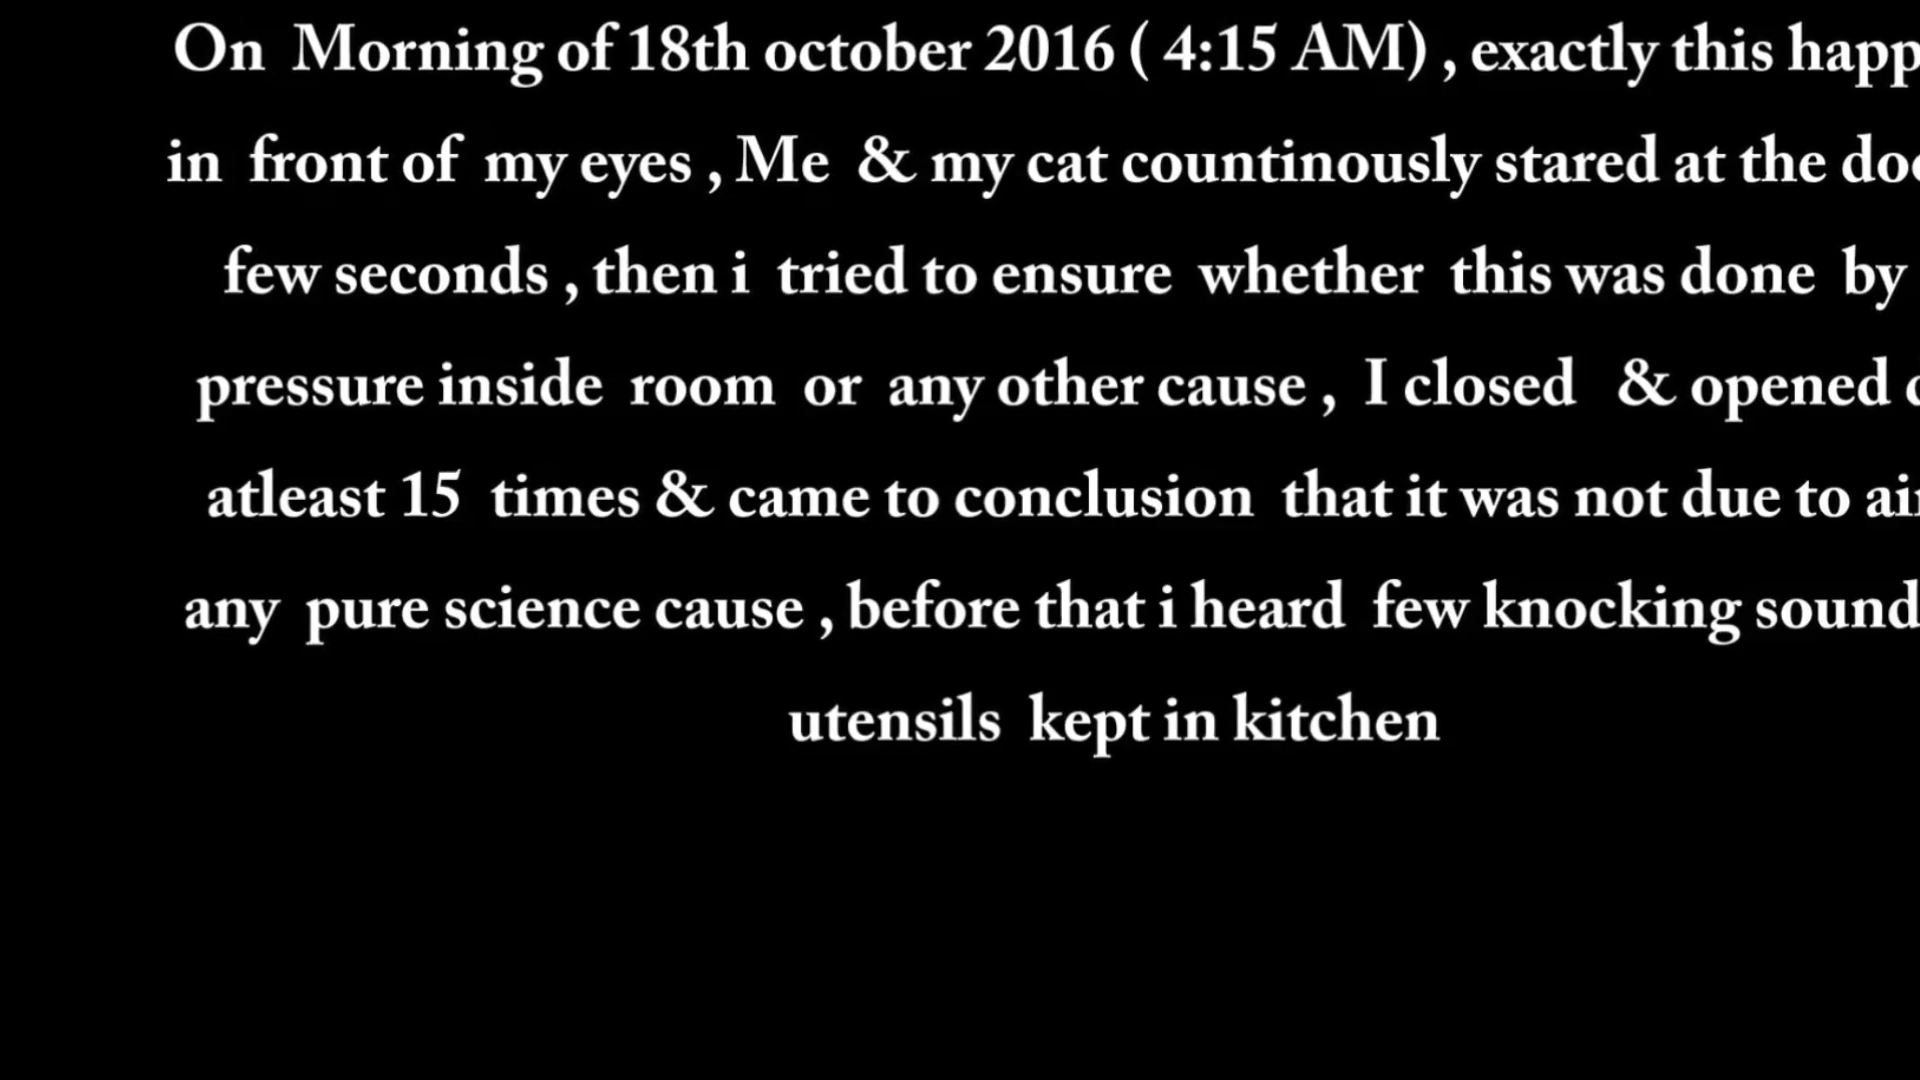 On Morning of 18th october 2016 ( 4:15 AM) , exactly this happ
in front of my eyes , Me & my cat countinously stared at the
few seconds , then i tried to ensure whether this was done by
pressure inside room or any other cause , I closed & opened
atleast 15 times & came to conclusion that it was not due to
any pure science cause , before that i heard few knocking sound
utensils kept in kitchen